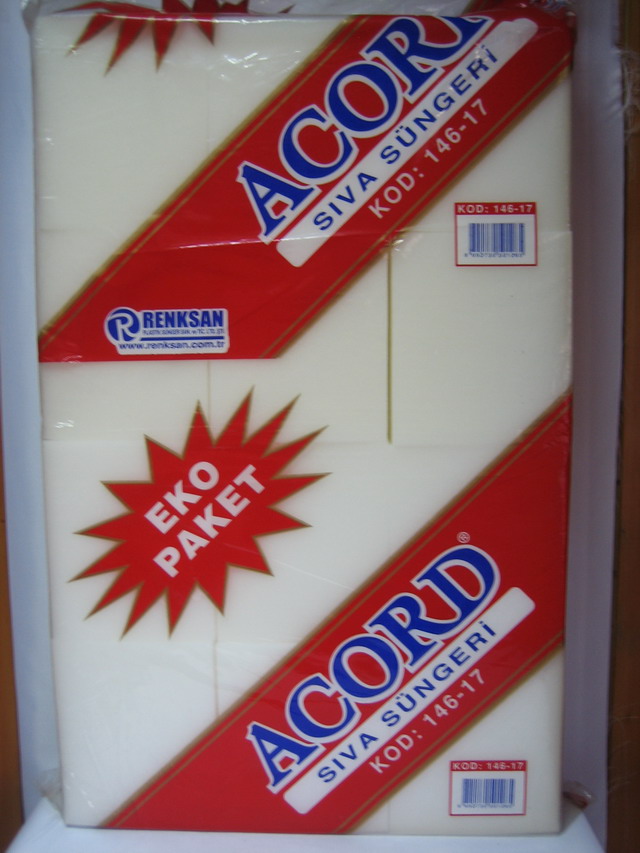 ACORD
SIVA SÜNGERİ
KOD: 146-17
KOD: 146-17
RENKSAN
www.renksan.com.tr
EKO
PAKET
ACORD®
SIVA SÜNGERİ
KOD: 146-17
KOD: 146-17